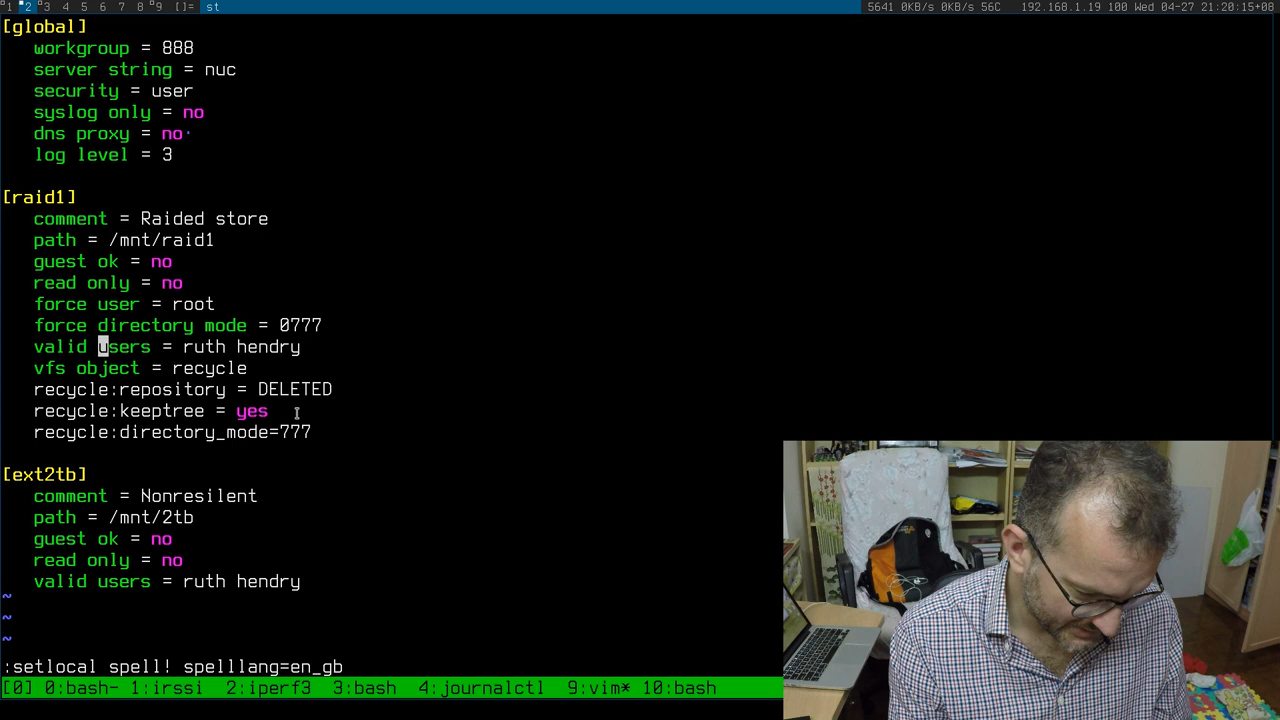 1 2 3 4 5 6 7 8 9 []= st 5641 0KB/s 0KB/s 56C 192.168.1.19 100 Wed 04-27 21:20:15+08
[global]
workgroup = 888
server string = nuc
security = user
syslog only = no
dns proxy = no·
log level = 3
[raid1]
comment = Raided store
path = /mnt/raid1
guest ok = no
read only = no
force user = root
force directory mode = 0777
valid users = ruth hendry
vfs object = recycle
recycle:repository = DELETED
recycle:keeptree = yes
recycle:directory_mode=777
[ext2tb]
comment = Nonresilent
path = /mnt/2tb
guest ok = no
read only = no
valid users = ruth hendry
~
~
~
:setlocal spell! spelllang=en_gb
[0] 0:bash- 1:irssi 2:iperf3 3:bash 4:journalctl 9:vim* 10:bash